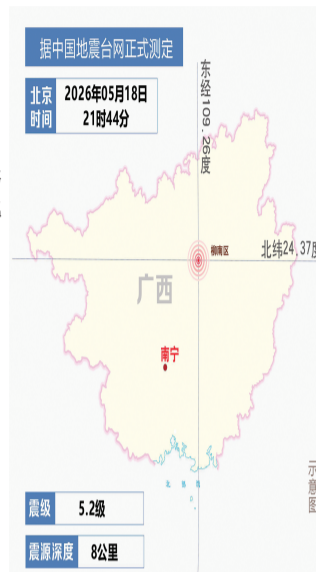 据中国地震台网正式测定
北京
时间
2026年05月18日
21时44分
东经109.26度
柳南区
北纬24.37度
广西
南宁
示意图
震级
5.2级
震源深度
8公里